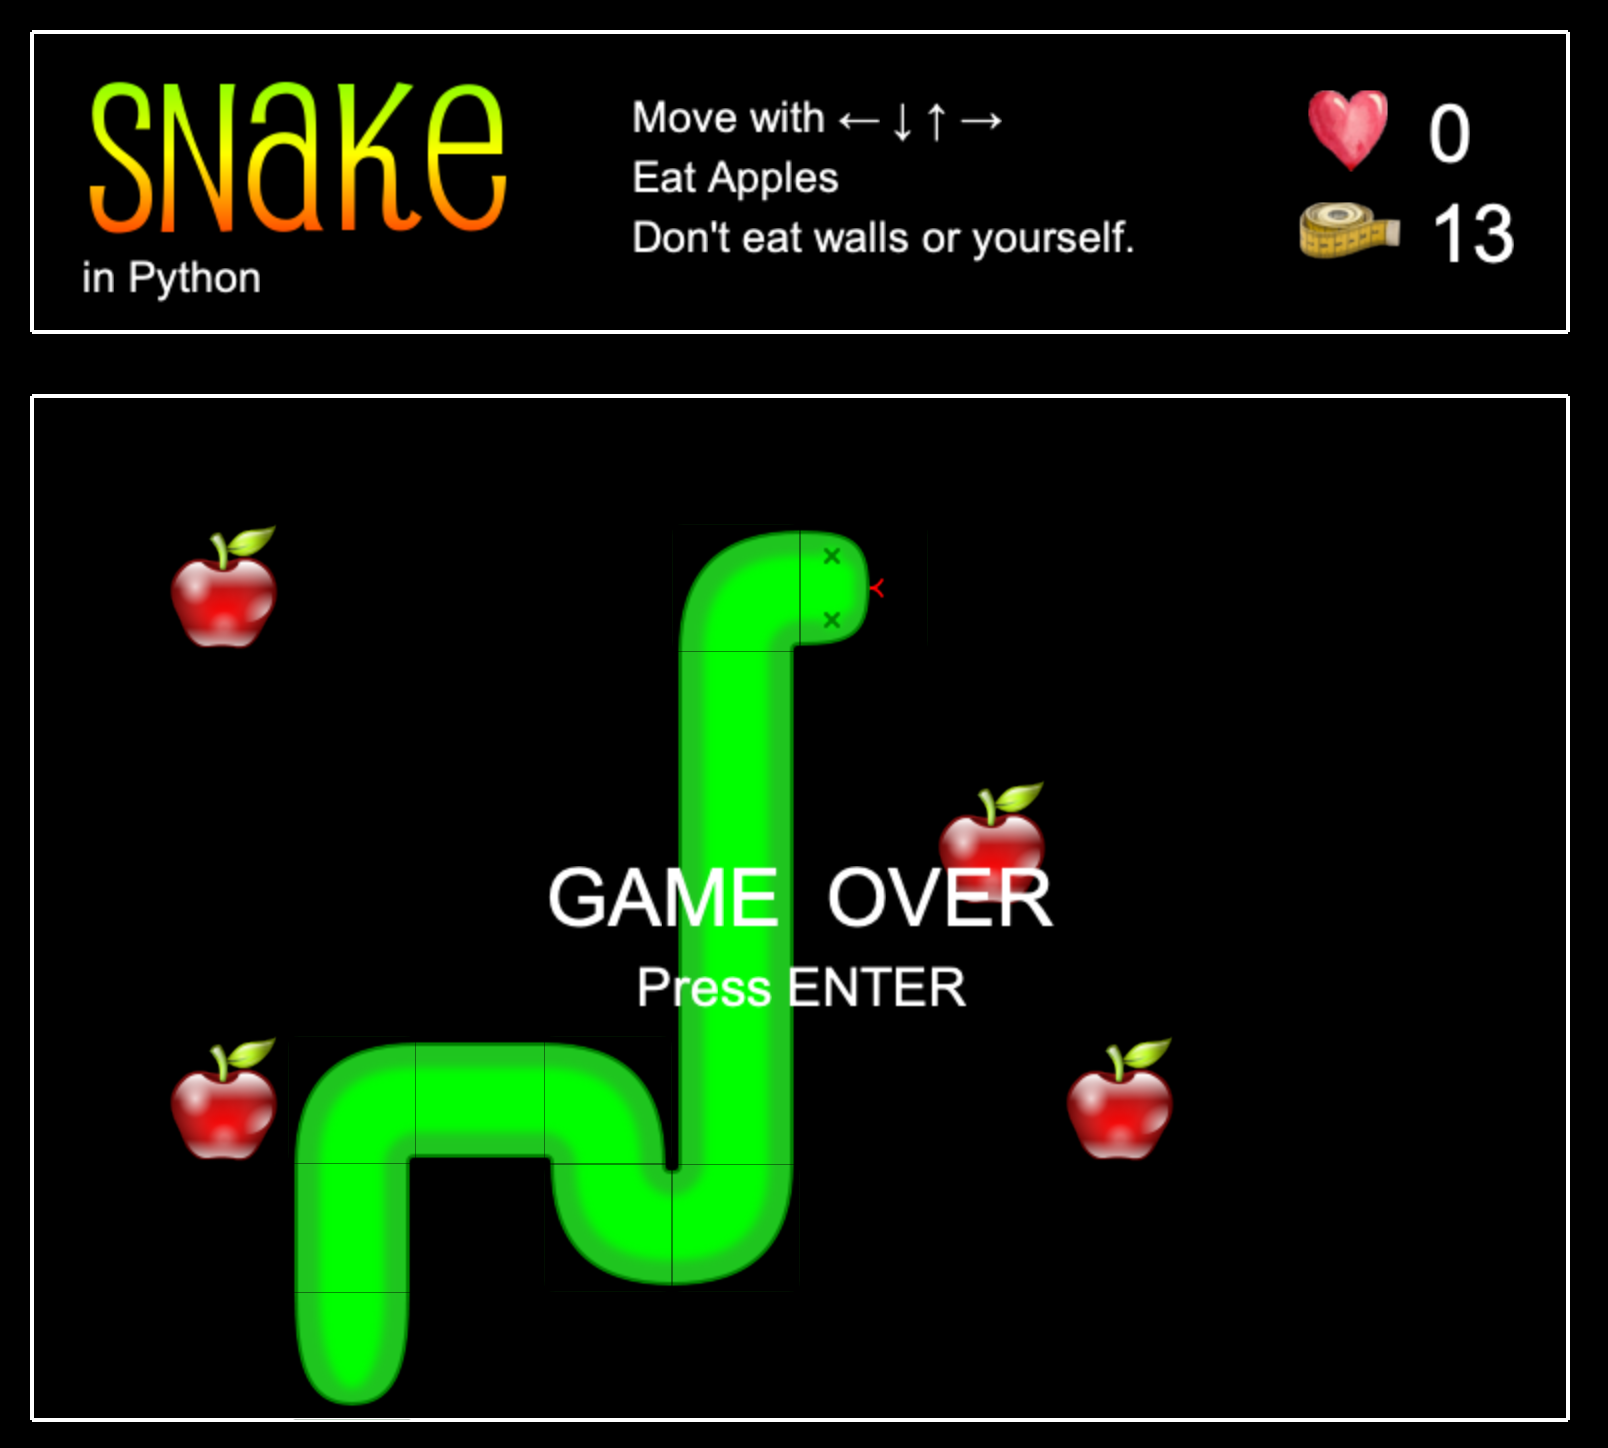 SNake
in Python
Move with ←↓↑→
Eat Apples
Don't eat walls or yourself.
0
13
GAME OVER
Press ENTER